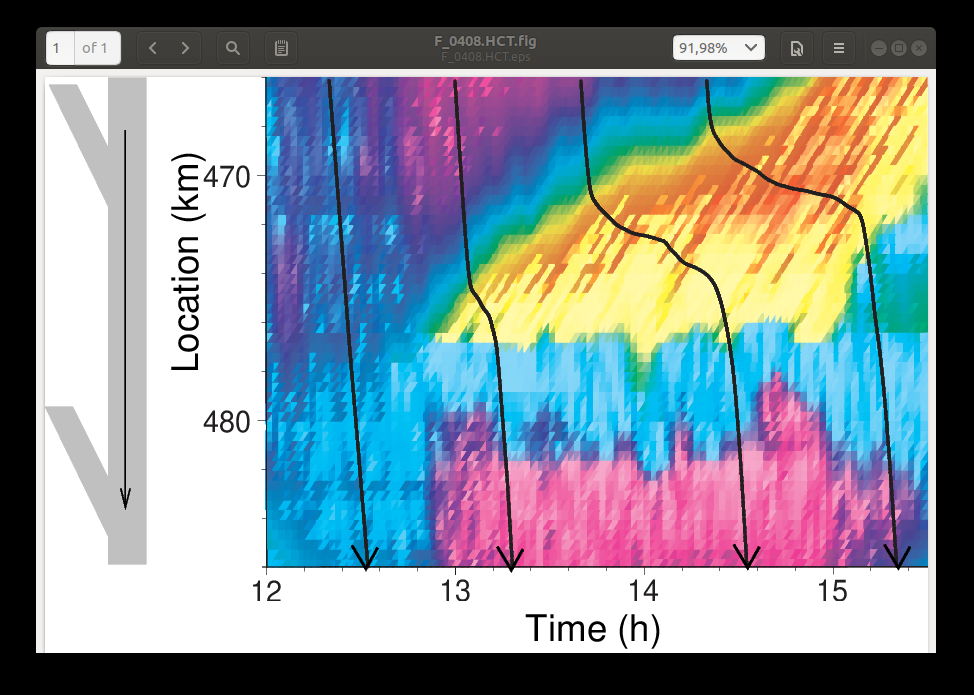 1 of 1
F_0408.HCT.fig
F_0408.HCT.eps
91,98%
Location (km)
470
480
12 13 14 15
Time (h)